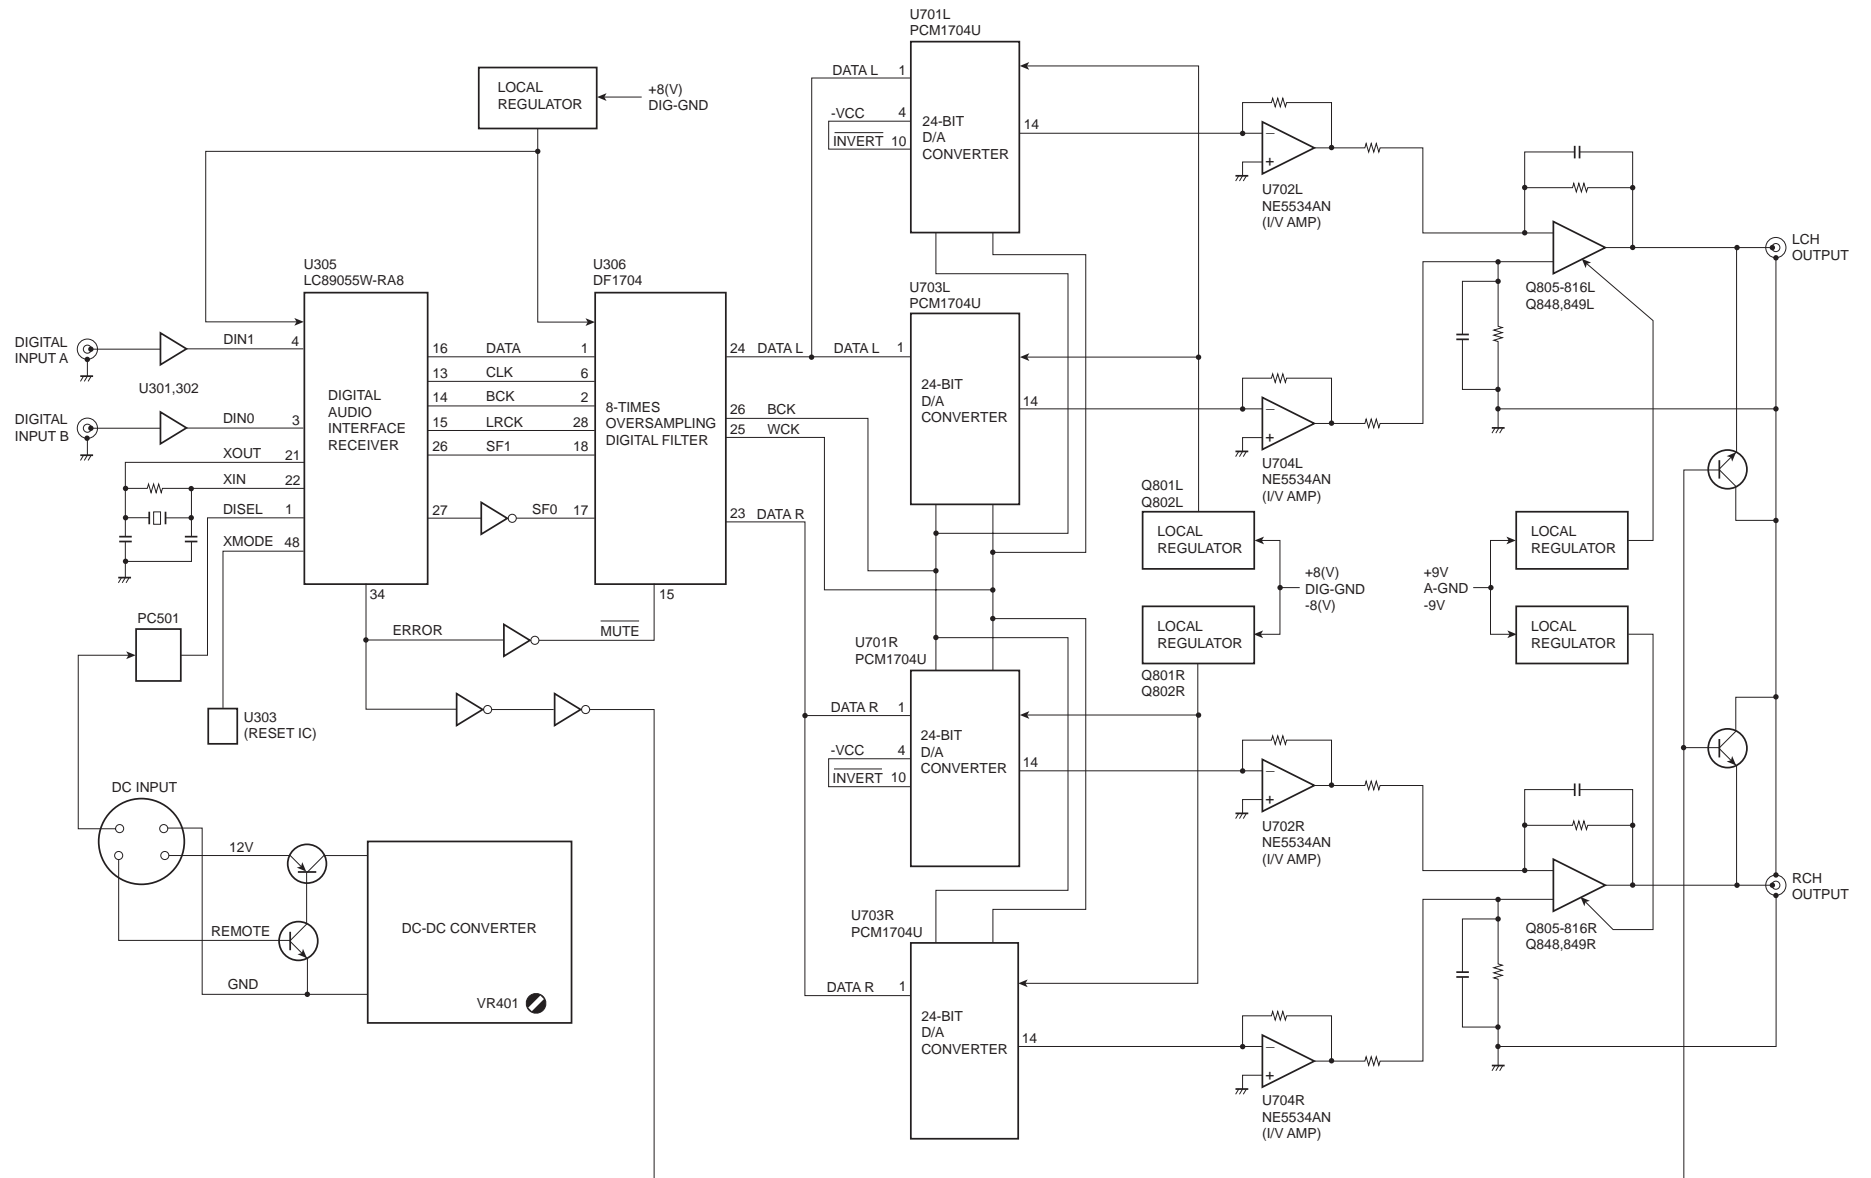 U701L
PCM1704U
DATA L 1
-VCC 4
INVERT 10
24-BIT
D/A
CONVERTER
14
LOCAL
REGULATOR
+8(V)
DIG-GND
U702L
NE5534AN
(I/V AMP)
LCH
OUTPUT
U305
LC89055W-RA8
U306
DF1704
U703L
PCM1704U
Q805-816L
Q848,849L
DIGITAL
INPUT A
DIN1 4
U301,302
DIGITAL
INPUT B
DIN0 3
XOUT 21
XIN 22
DISEL 1
XMODE 48
DIGITAL
AUDIO
INTERFACE
RECEIVER
16 DATA 1
13 CLK 6
14 BCK 2
15 LRCK 28
26 SF1 18
27 SF0 17
8-TIMES
OVERSAMPLING
DIGITAL FILTER
24 DATA L DATA L 1
26 BCK
25 WCK
23 DATA R
24-BIT
D/A
CONVERTER
14
U704L
NE5534AN
(I/V AMP)
Q801L
Q802L
LOCAL
REGULATOR
+8(V)
DIG-GND
-8(V)
LOCAL
REGULATOR
Q801R
Q802R
LOCAL
REGULATOR
+9V
A-GND
-9V
LOCAL
REGULATOR
34
15
ERROR
MUTE
PC501
U303
(RESET IC)
U701R
PCM1704U
DATA R 1
-VCC 4
INVERT 10
24-BIT
D/A
CONVERTER
14
U702R
NE5534AN
(I/V AMP)
RCH
OUTPUT
Q805-816R
Q848,849R
DC INPUT
12V
REMOTE
GND
DC-DC CONVERTER
VR401
U703R
PCM1704U
DATA R 1
24-BIT
D/A
CONVERTER
14
U704R
NE5534AN
(I/V AMP)